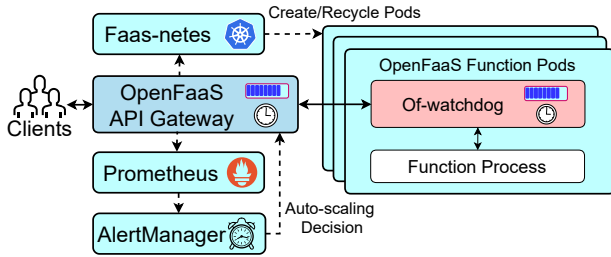 Faas-netes
Create/Recycle Pods
OpenFaaS Function Pods
OpenFaaS
API Gateway
Clients
Of-watchdog
Function Process
Prometheus
AlertManager
Auto-scaling
Decision